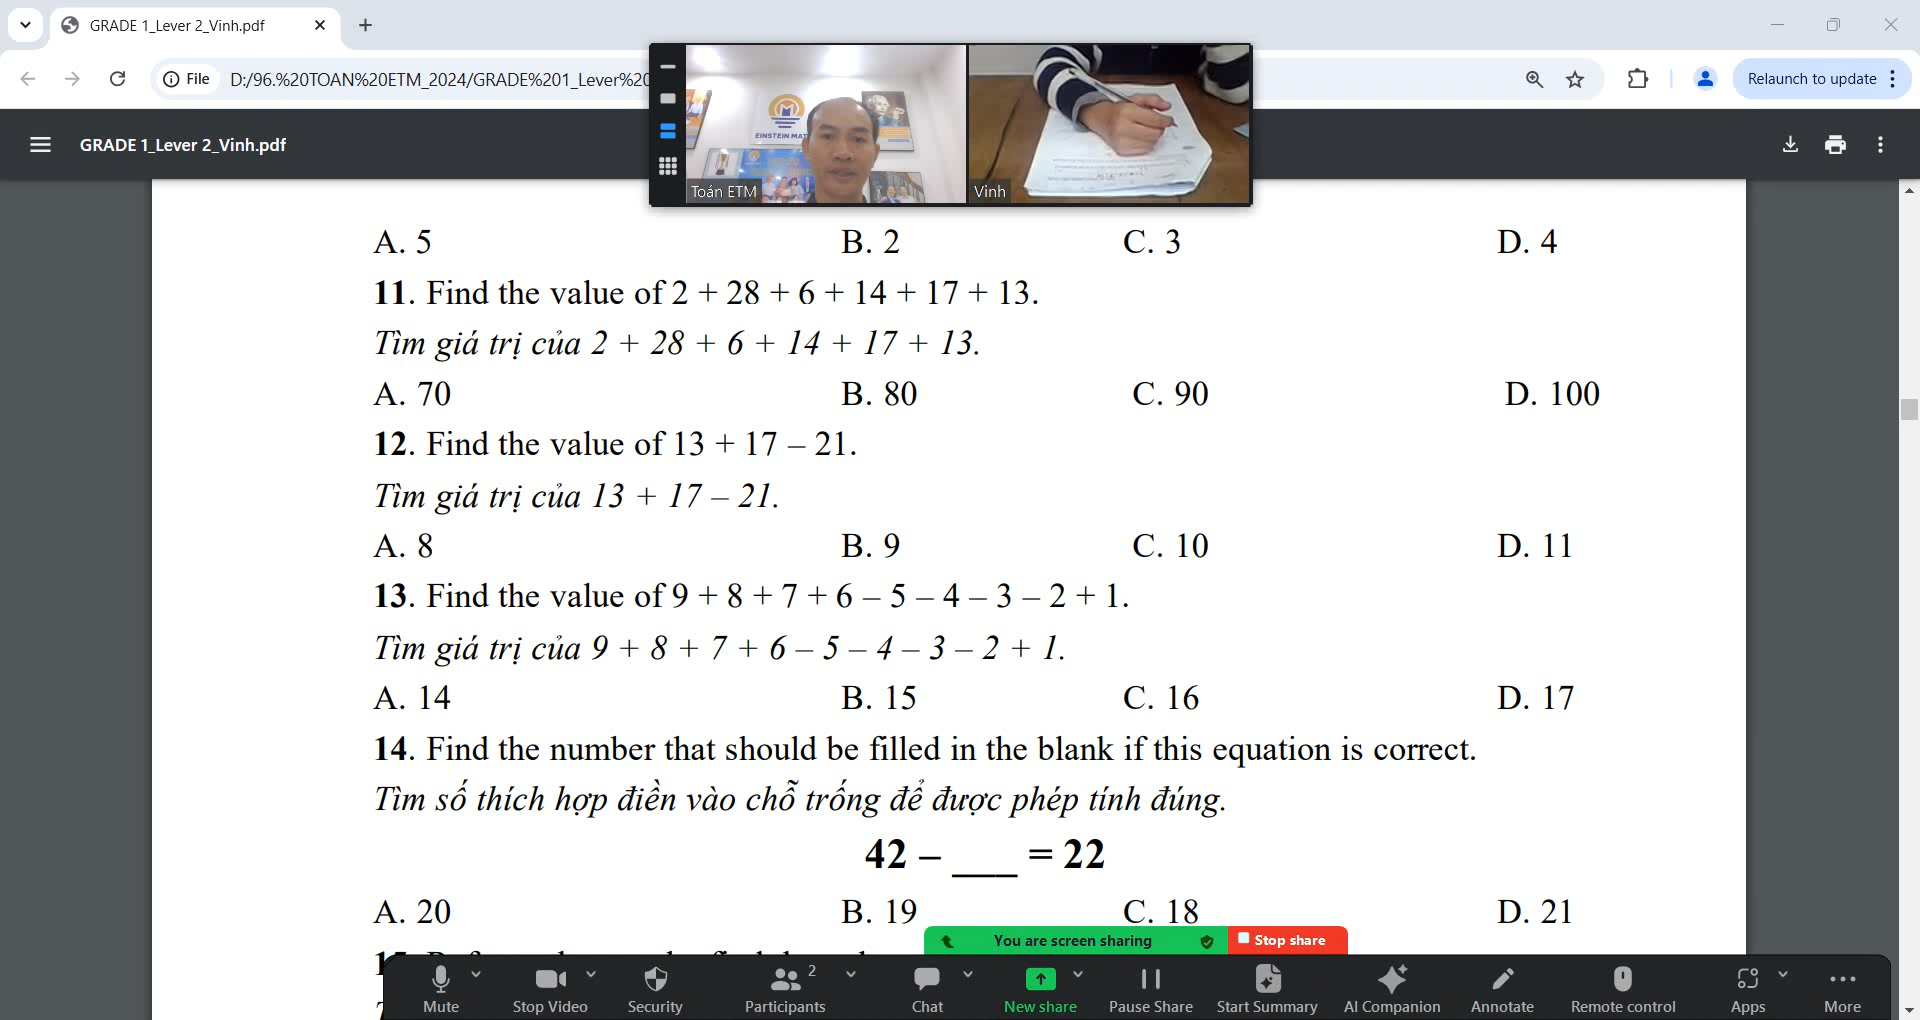 GRADE 1_Lever 2_Vinh.pdf
File
D:/96.%20TOAN%20ETM_2024/GRADE%201_Lever%20
Relaunch to update
GRADE 1_Lever 2_Vinh.pdf
EINSTEIN MAT
Toán ETM
Vinh
A. 5 B. 2 C. 3 D. 4
11. Find the value of 2 + 28 + 6 + 14 + 17 + 13.
Tìm giá trị của 2 + 28 + 6 + 14 + 17 + 13.
A. 70 B. 80 C. 90 D. 100
12. Find the value of 13 + 17 – 21.
Tìm giá trị của 13 + 17 – 21.
A. 8 B. 9 C. 10 D. 11
13. Find the value of 9 + 8 + 7 + 6 – 5 – 4 – 3 – 2 + 1.
Tìm giá trị của 9 + 8 + 7 + 6 – 5 – 4 – 3 – 2 + 1.
A. 14 B. 15 C. 16 D. 17
14. Find the number that should be filled in the blank if this equation is correct.
Tìm số thích hợp điền vào chỗ trống để được phép tính đúng.
42 – ___ = 22
A. 20 B. 19 C. 18 D. 21
You are screen sharing Stop share
2
Mute Stop Video Security Participants Chat New share Pause Share Start Summary AI Companion Annotate Remote control Apps More